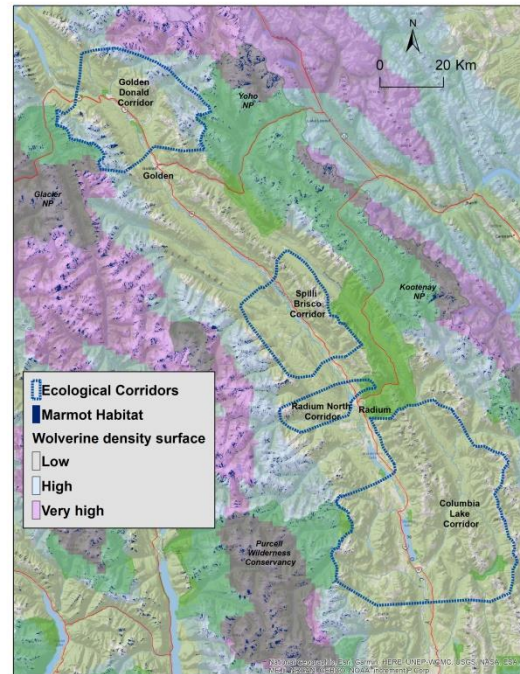 N
0 20 Km
Golden
Donald
Corridor
Yoho
NP
Golden
Glacier
NP
Spilli
Brisco
Corridor
Kootenay
NP
Radium North
Corridor
Radium
Columbia
Lake
Corridor
Purcell
Wilderness
Conservancy
Ecological Corridors
Marmot Habitat
Wolverine density surface
Low
High
Very high